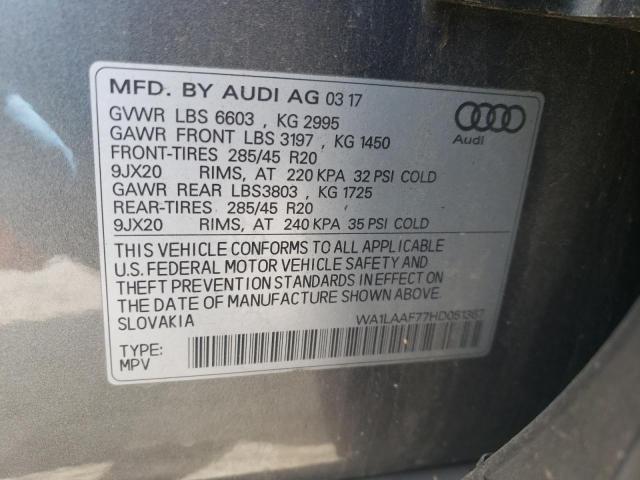 MFD. BY AUDI AG 03 17
GVWR LBS 6603 , KG 2995
GAWR FRONT LBS 3197 , KG 1450
FRONT-TIRES 285/45 R20
9JX20 RIMS, AT 220 KPA 32 PSI COLD
GAWR REAR LBS3803 , KG 1725
REAR-TIRES 285/45 R20
9JX20 RIMS, AT 240 KPA 35 PSI COLD
THIS VEHICLE CONFORMS TO ALL APPLICABLE
U.S. FEDERAL MOTOR VEHICLE SAFETY AND
THEFT PREVENTION STANDARDS IN EFFECT ON
THE DATE OF MANUFACTURE SHOWN ABOVE.
SLOVAKIA WA1LAAF77HD051367
TYPE:
MPV
Audi